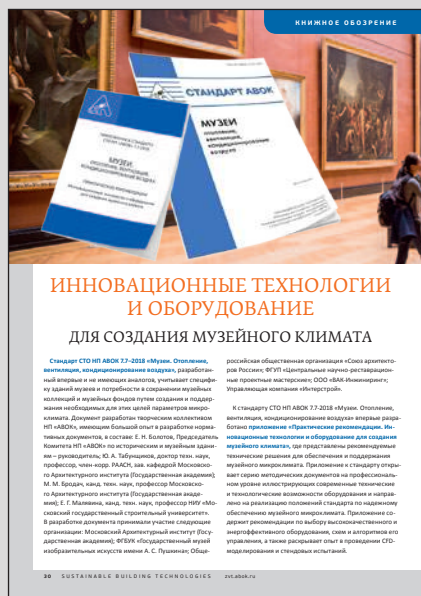 КНИЖНОЕ ОБОЗРЕНИЕ
СТАНДАРТ АВОК
МУЗЕИ
отопление,
вентиляция,
кондиционирование
воздуха
МУЗЕИ.
ОТОПЛЕНИЕ, ВЕНТИЛЯЦИЯ,
КОНДИЦИОНИРОВАНИЕ ВОЗДУХА
ИННОВАЦИОННЫЕ ТЕХНОЛОГИИ
И ОБОРУДОВАНИЕ
ДЛЯ СОЗДАНИЯ МУЗЕЙНОГО КЛИМАТА
Стандарт СТО НП АВОК 7.7–2018 «Музеи. Отопление,
вентиляция, кондиционирование воздуха», разработан-
ный впервые и не имеющих аналогов, учитывает специфи-
ку зданий музеев и потребности в сохранении музейных
коллекций и музейных фондов путем создания и поддер-
жания необходимых для этих целей параметров микро-
климата. Документ разработан творческим коллективом
НП «АВОК», имеющим большой опыт в разработке норма-
тивных документов, в составе: Е. Н. Болотов, Председатель
Комитета НП «АВОК» по историческим и музейным здани-
ям – руководитель; Ю. А. Табунщиков, доктор техн. наук,
профессор, член-корр. РААСН, зав. кафедрой Московско-
го Архитектурного института (Государственная академия);
М. М. Бродач, канд. техн. наук, профессор Московско-
го Архитектурного института (Государственная акаде-
мия); Е. Г. Малявина, канд. техн. наук, профессор НИУ «Мо-
сковский государственный строительный университет».
В разработке документа принимали участие следующие
организации: Московский Архитектурный институт (Госу-
дарственная академия); ФГБУК «Государственный музей
изобразительных искусств имени А. С. Пушкина»; Обще-
российская общественная организация «Союз архитекто-
ров России»; ФГУП «Центральные научно-реставрацион-
ные проектные мастерские»; ООО «ВАК-Инжиниринг»;
Управляющая компания «Интерстрой».
К стандарту СТО НП АВОК 7.7-2018 «Музеи. Отопление,
вентиляция, кондиционирование воздуха» впервые разра-
ботано приложение «Практические рекомендации. Ин-
новационные технологии и оборудование для создания
музейного климата», где представлены рекомендуемые
технические решения для обеспечения и поддержания
музейного микроклимата. Приложение к стандарту откры-
вает серию методических документов на профессиональ-
ном уровне иллюстрирующих современные технические
и технологические возможности оборудования и направ-
лено на реализацию положений стандарта по надежному
обеспечению музейного микроклимата. Приложение со-
держит рекомендации по выбору высококачественного и
энергоэффективного оборудования, схем и алгоритмов его
управления, а также раскрывает опыт в проведении CFD-
моделирования и стендовых испытаний.
30 SUSTAINABLE BUILDING TECHNOLOGIES zvt.abok.ru